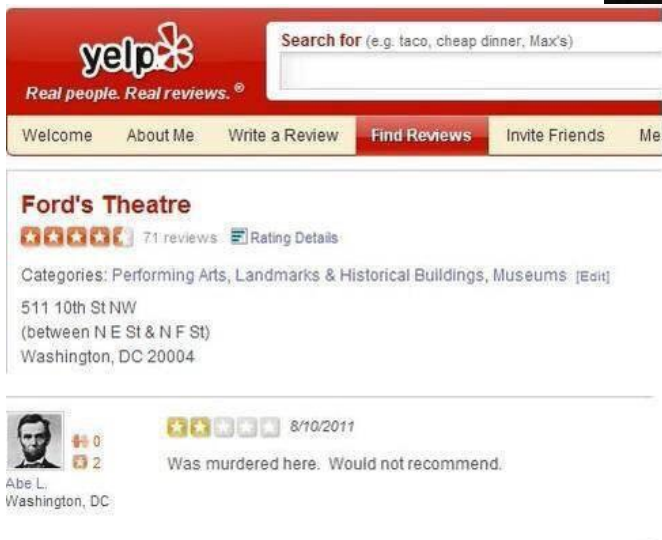 yelp
Search for (e.g. taco, cheap dinner, Max's)
Real people. Real reviews. ®
Welcome About Me Write a Review Find Reviews Invite Friends Me
Ford's Theatre
71 reviews Rating Details
Categories: Performing Arts, Landmarks & Historical Buildings, Museums [Edit]
511 10th St NW
(between N E St & N F St)
Washington, DC 20004
8/10/2011
0
2
Was murdered here. Would not recommend.
Abe L.
Washington, DC